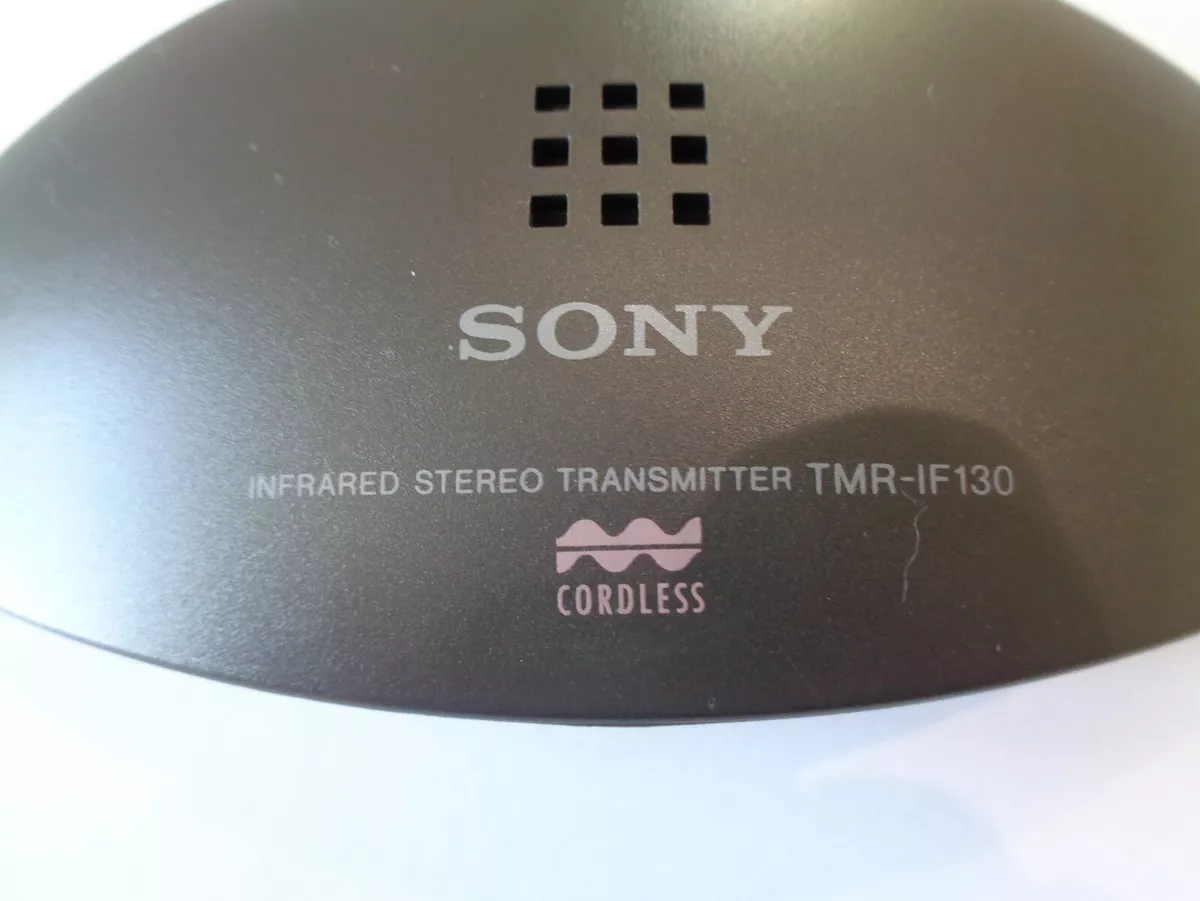 SONY
INFRARED STEREO TRANSMITTER TMR-IF130
CORDLESS